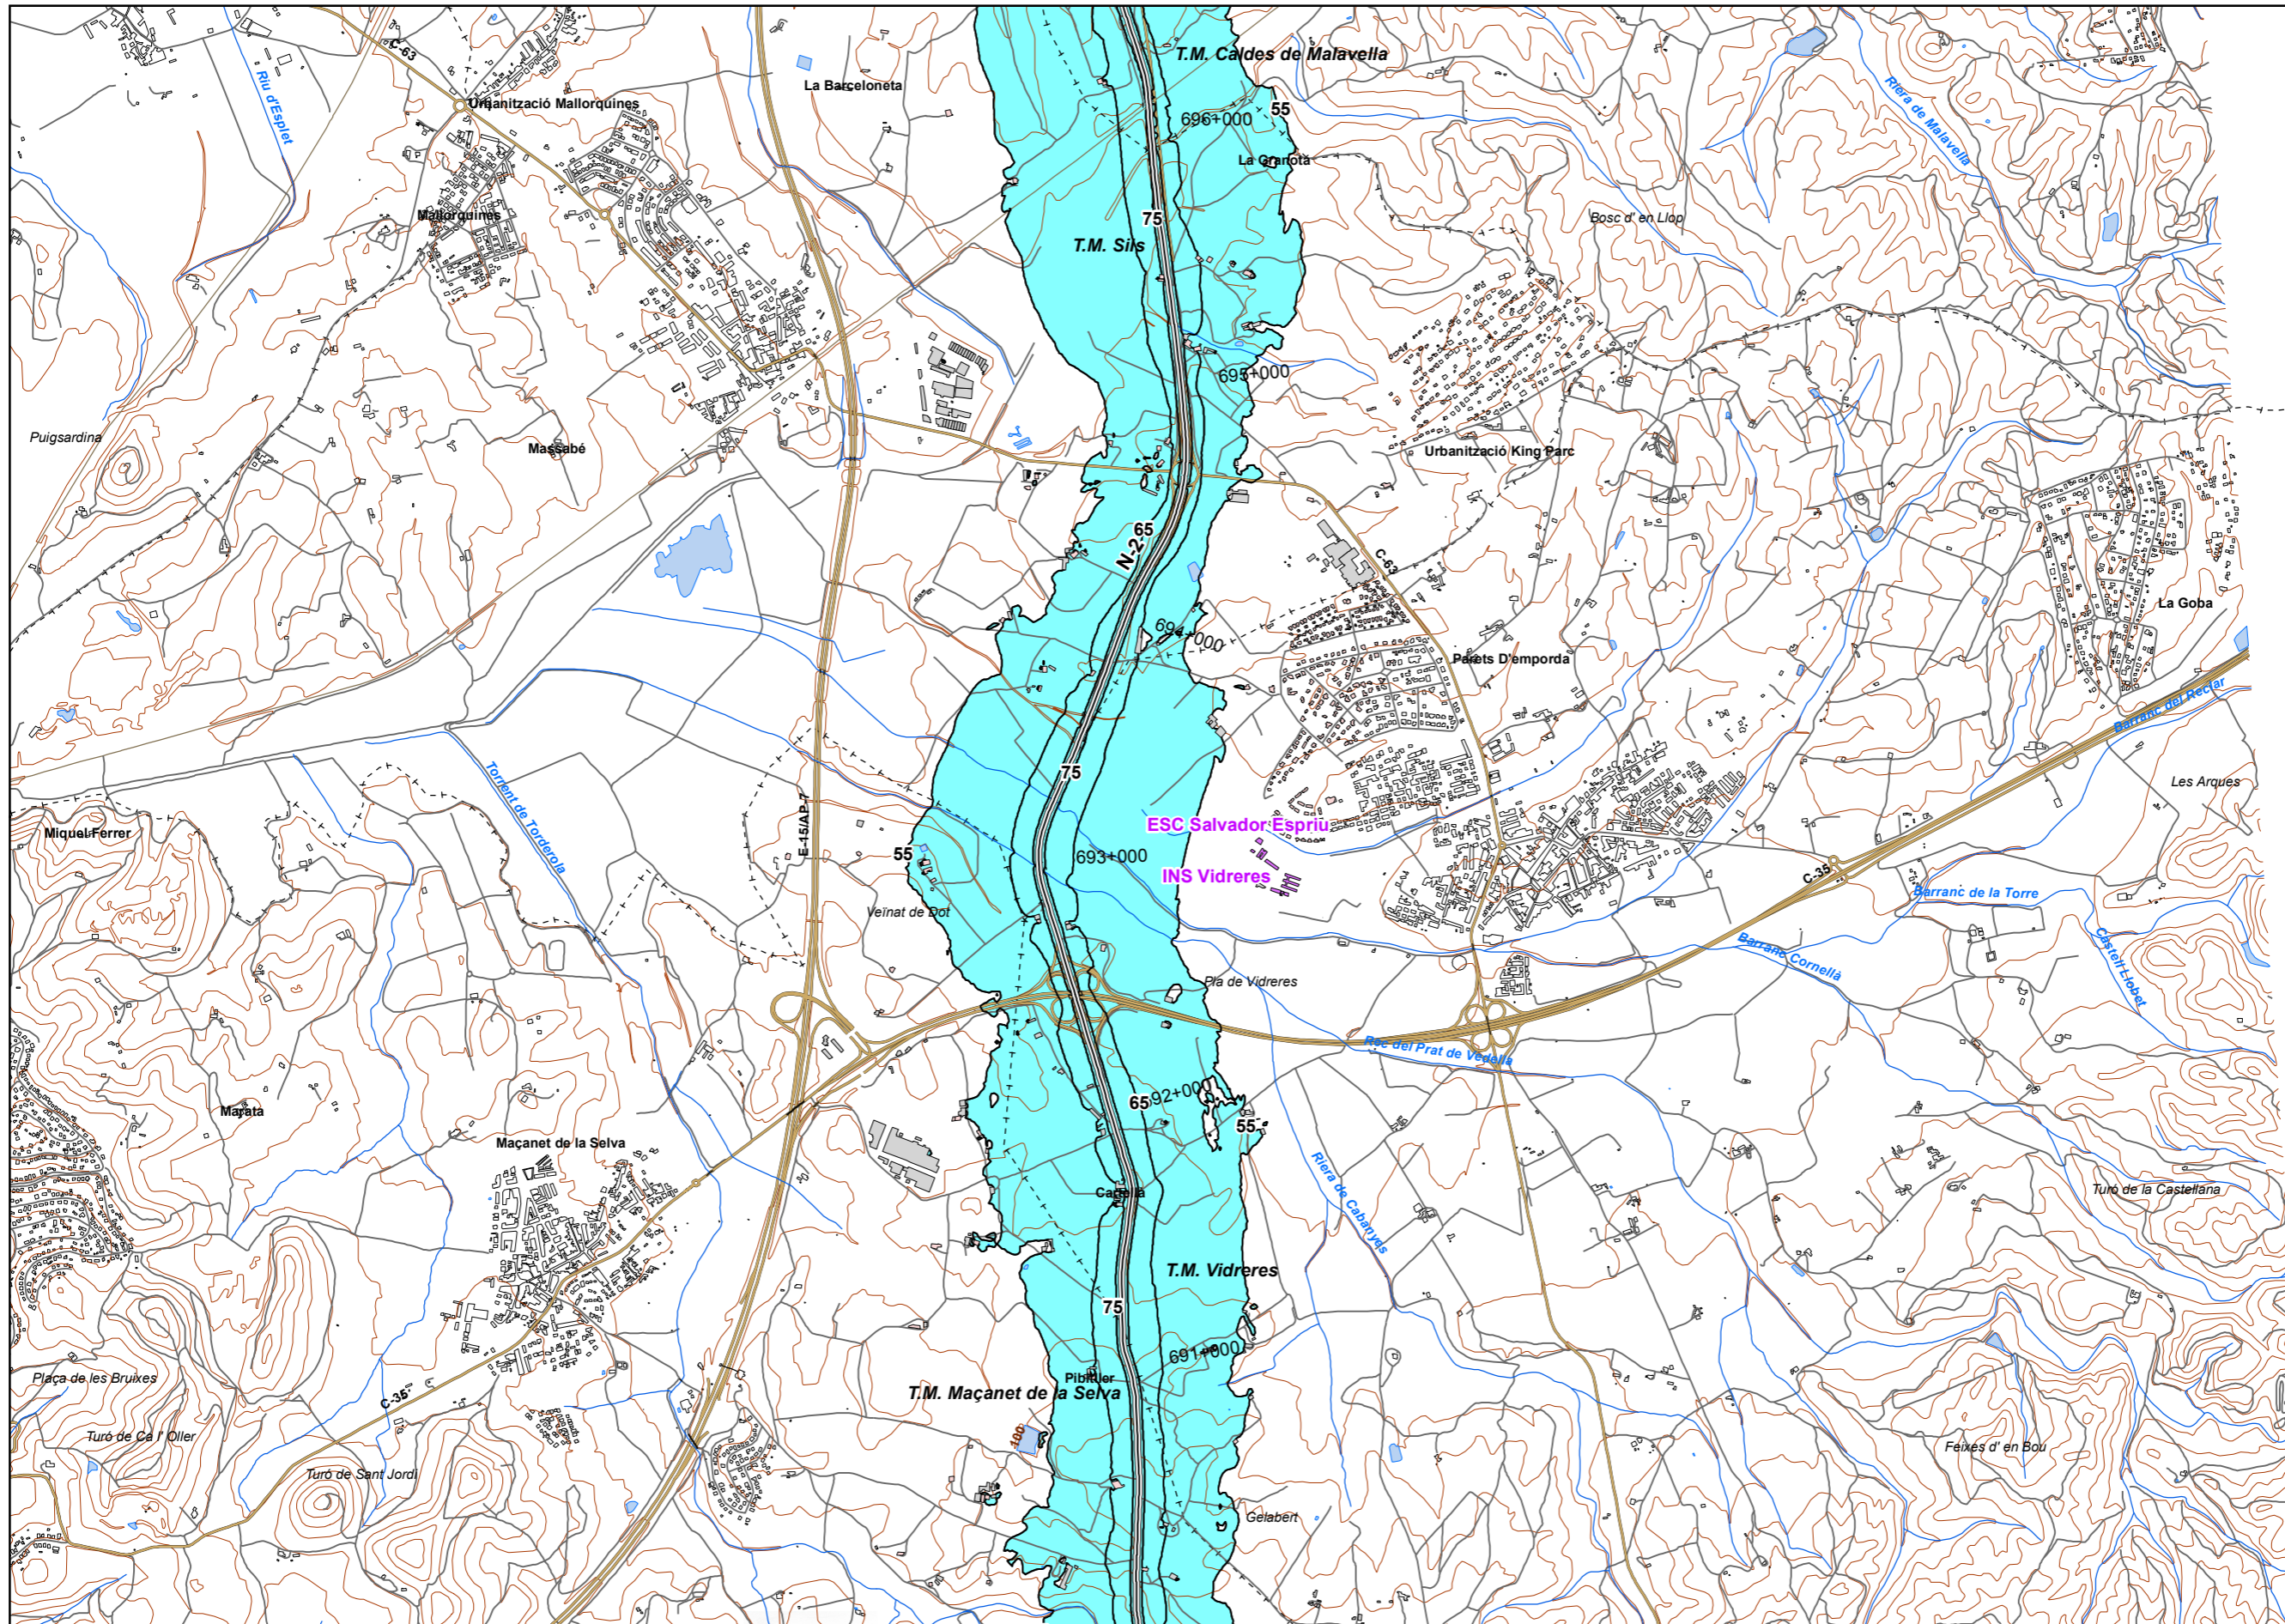 T.M. Caldes de Malavella
C-63
Riu d'Esplet
La Barceloneta
Urbanització Mallorquines
55
696+000
Riera de Malavella
La Granota
Mallorquines
75
Bosc d' en Llop
T.M. Sils
695+000
Puigsardina
Massabé
Urbanització King Parc
65
N-2
C-63
La Goba
694+000
Parets D'emporda
Barranc del Rectar
75
Torrent de Torderola
Les Arques
Miquel Ferrer
E-15/AP-7
ESC Salvador Espriu
55
693+000
INS Vidreres
C-35
Barranc de la Torre
Veïnat de Dot
Barranc Cornellà
Castell Llobet
Pla de Vidreres
Rec del Prat de Vedella
65
692+000
Marata
55
Maçanet de la Selva
Riera de Cabanyes
Cartellà
Turó de la Castellana
T.M. Vidreres
75
691+000
Plaça de les Bruixes
T.M. Maçanet de la Selva
C-35
Turó de Ca l' Oller
100
Feixes d' en Bou
Turó de Sant Jordi
Gelabert